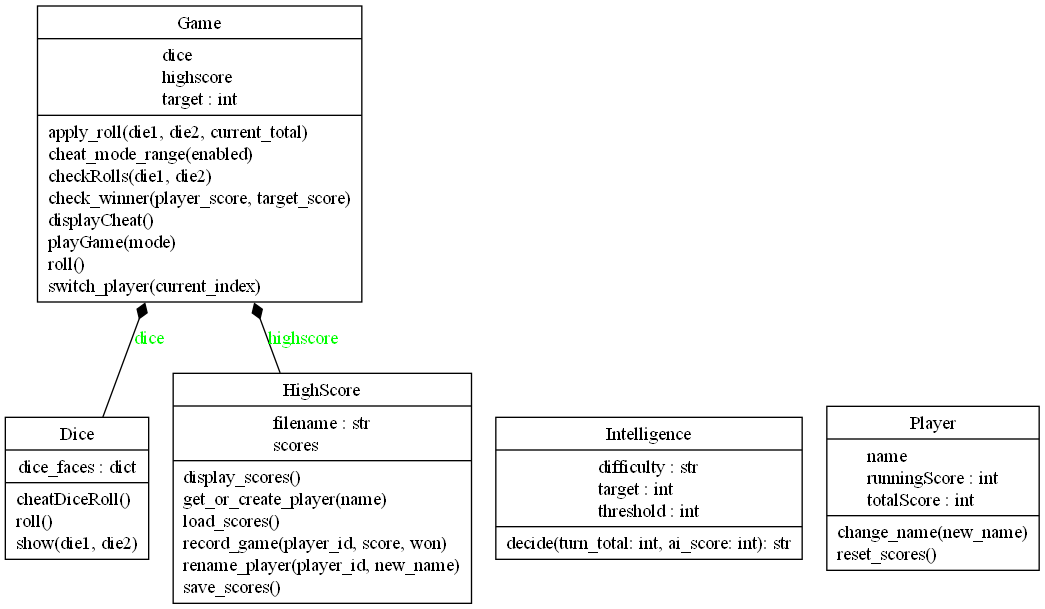 Game
dice
highscore
target : int
apply_roll(die1, die2, current_total)
cheat_mode_range(enabled)
checkRolls(die1, die2)
check_winner(player_score, target_score)
displayCheat()
playGame(mode)
roll()
switch_player(current_index)
dice
highscore
Dice
dice_faces : dict
cheatDiceRoll()
roll()
show(die1, die2)
HighScore
filename : str
scores
display_scores()
get_or_create_player(name)
load_scores()
record_game(player_id, score, won)
rename_player(player_id, new_name)
save_scores()
Intelligence
difficulty : str
target : int
threshold : int
decide(turn_total: int, ai_score: int): str
Player
name
runningScore : int
totalScore : int
change_name(new_name)
reset_scores()